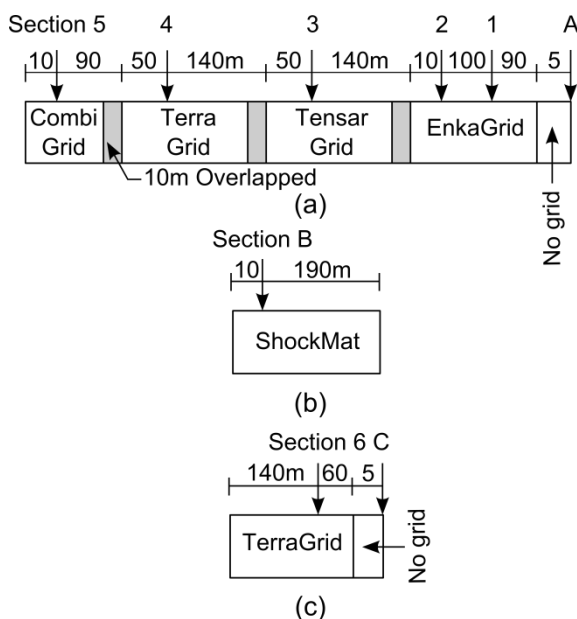 Section 5 4 3 2 1 A
10 90 50 140m 50 140m 10 100 90 5
Combi Grid
Terra Grid
Tensar Grid
EnkaGrid
No grid
10m Overlapped
(a)
Section B
10 190m
ShockMat
(b)
Section 6 C
140m 60 5
TerraGrid
No grid
(c)